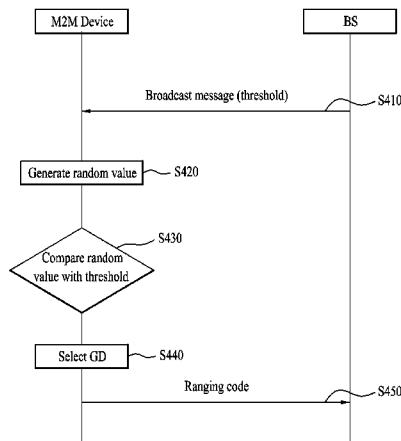 M2M Device
BS
Broadcast message (threshold)
S410
Generate random value
S420
S430
Compare random
value with threshold
Select GD
S440
Ranging code
S450